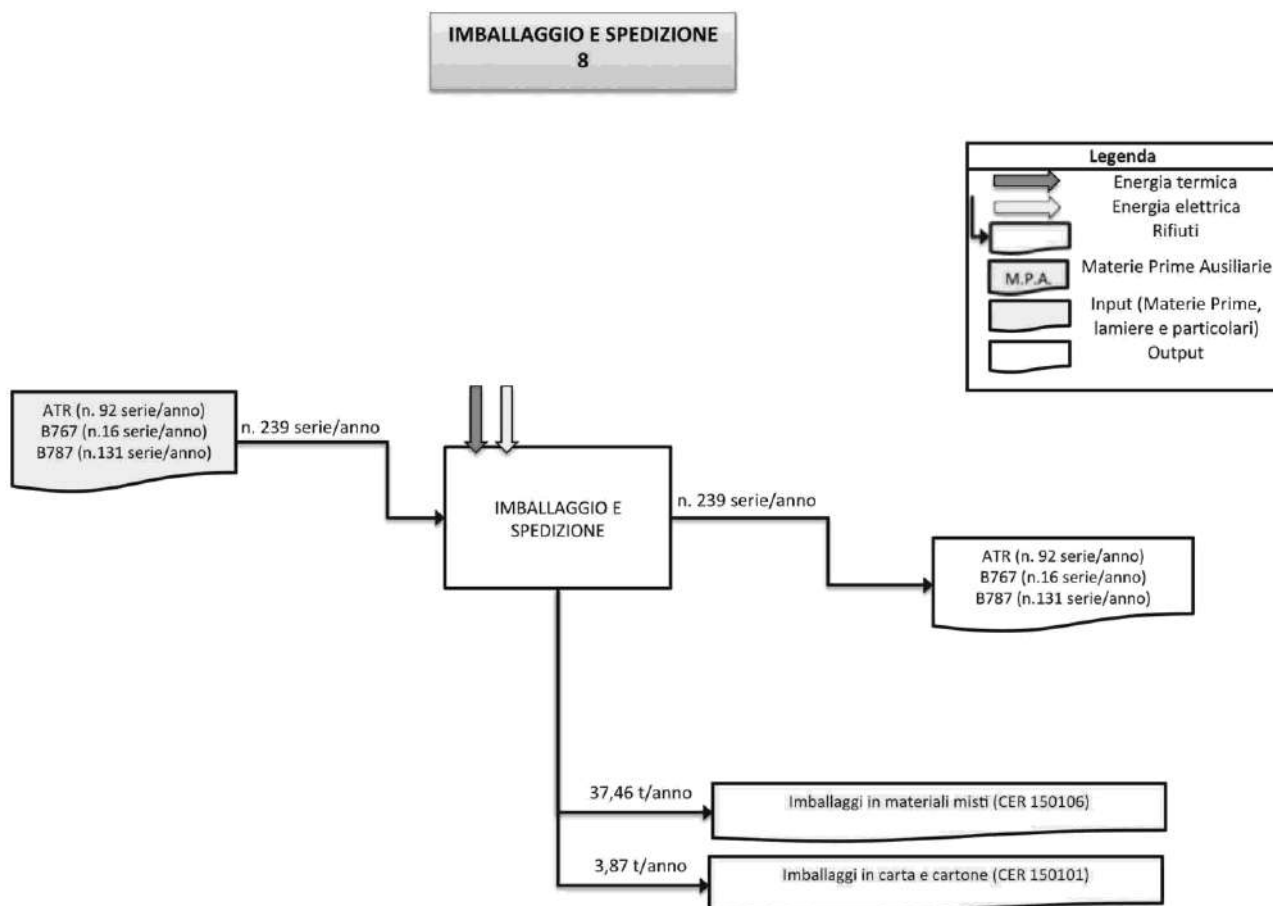 IMBALLAGGIO E SPEDIZIONE
8
Legenda
Energia termica
Energia elettrica
Rifiuti
M.P.A.
Materie Prime Ausiliarie
Input (Materie Prime,
lamiere e particolari)
Output
ATR (n. 92 serie/anno)
B767 (n.16 serie/anno)
B787 (n.131 serie/anno)
n. 239 serie/anno
IMBALLAGGIO E
SPEDIZIONE
n. 239 serie/anno
ATR (n. 92 serie/anno)
B767 (n.16 serie/anno)
B787 (n.131 serie/anno)
37,46 t/anno
Imballaggi in materiali misti (CER 150106)
3,87 t/anno
Imballaggi in carta e cartone (CER 150101)